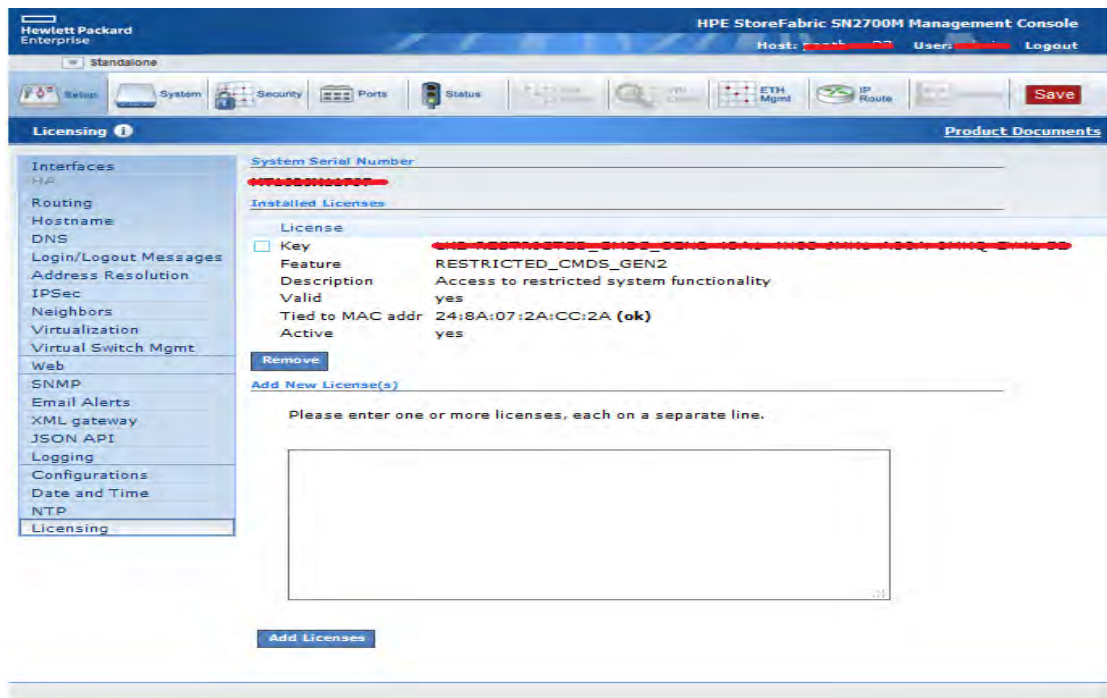 Hewlett Packard
Enterprise
HPE StoreFabric SN2700M Management Console
Host:
User:
Logout
Standalone
Setup
System
Security
Ports
Status
ETH
Mgmt
IP
Route
Save
Licensing
Product Documents
Interfaces
HA
Routing
Hostname
DNS
Login/Logout Messages
Address Resolution
IPSec
Neighbors
Virtualization
Virtual Switch Mgmt
Web
SNMP
Email Alerts
XML gateway
JSON API
Logging
Configurations
Date and Time
NTP
Licensing
System Serial Number
Installed Licenses
License
Key
Feature RESTRICTED_CMDS_GEN2
Description Access to restricted system functionality
Valid yes
Tied to MAC addr 24:8A:07:2A:CC:2A (ok)
Active yes
Remove
Add New License(s)
Please enter one or more licenses, each on a separate line.
Add Licenses